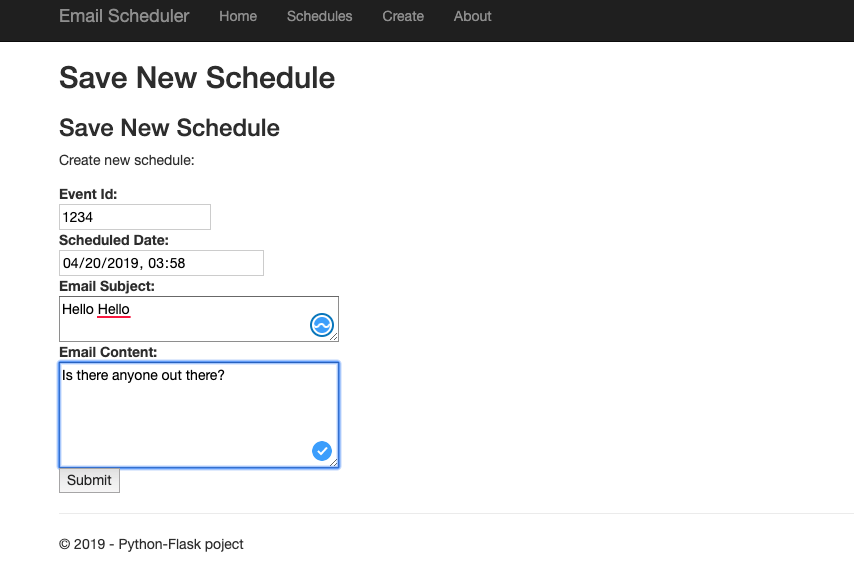 Email Scheduler Home Schedules Create About
Save New Schedule
Save New Schedule
Create new schedule:
Event Id:
1234
Scheduled Date:
04/20/2019, 03:58
Email Subject:
Hello Hello
Email Content:
Is there anyone out there?
Submit
© 2019 - Python-Flask poject